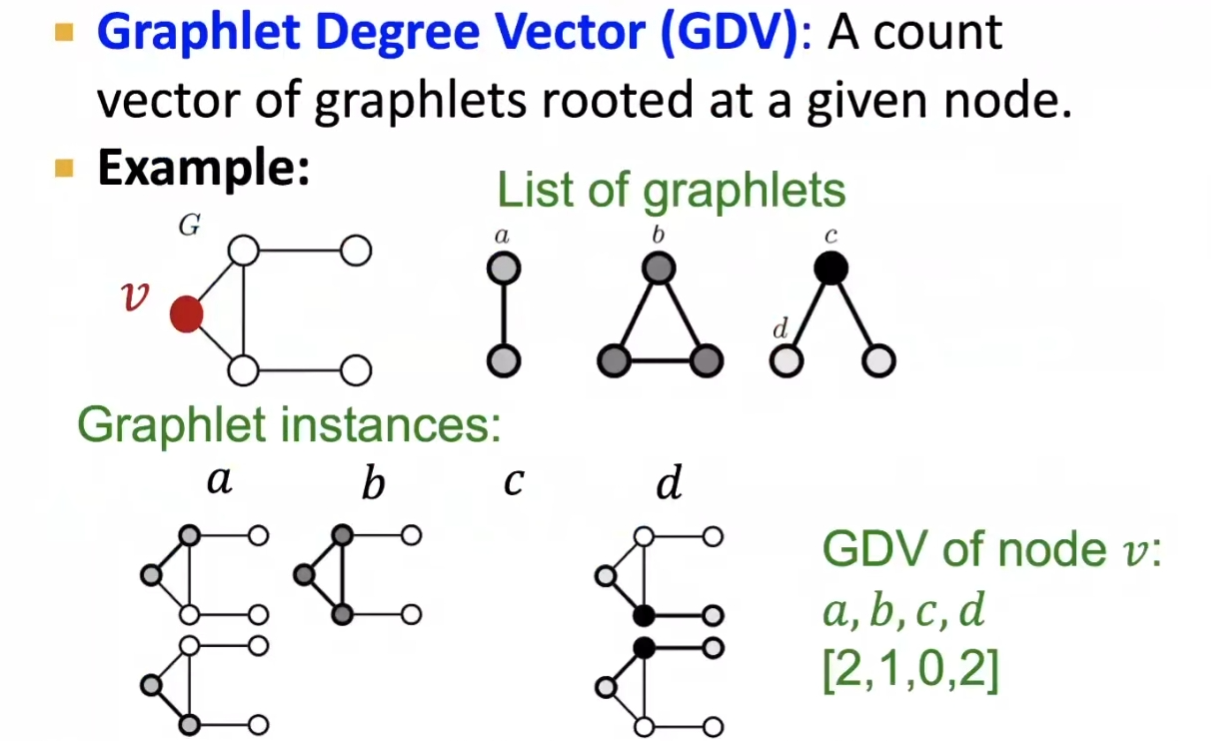 Graphlet Degree Vector (GDV): A count
vector of graphlets rooted at a given node.
Example:
List of graphlets
G
v
a
b
c
d
Graphlet instances:
a b c d
GDV of node v:
a, b, c, d
[2,1,0,2]